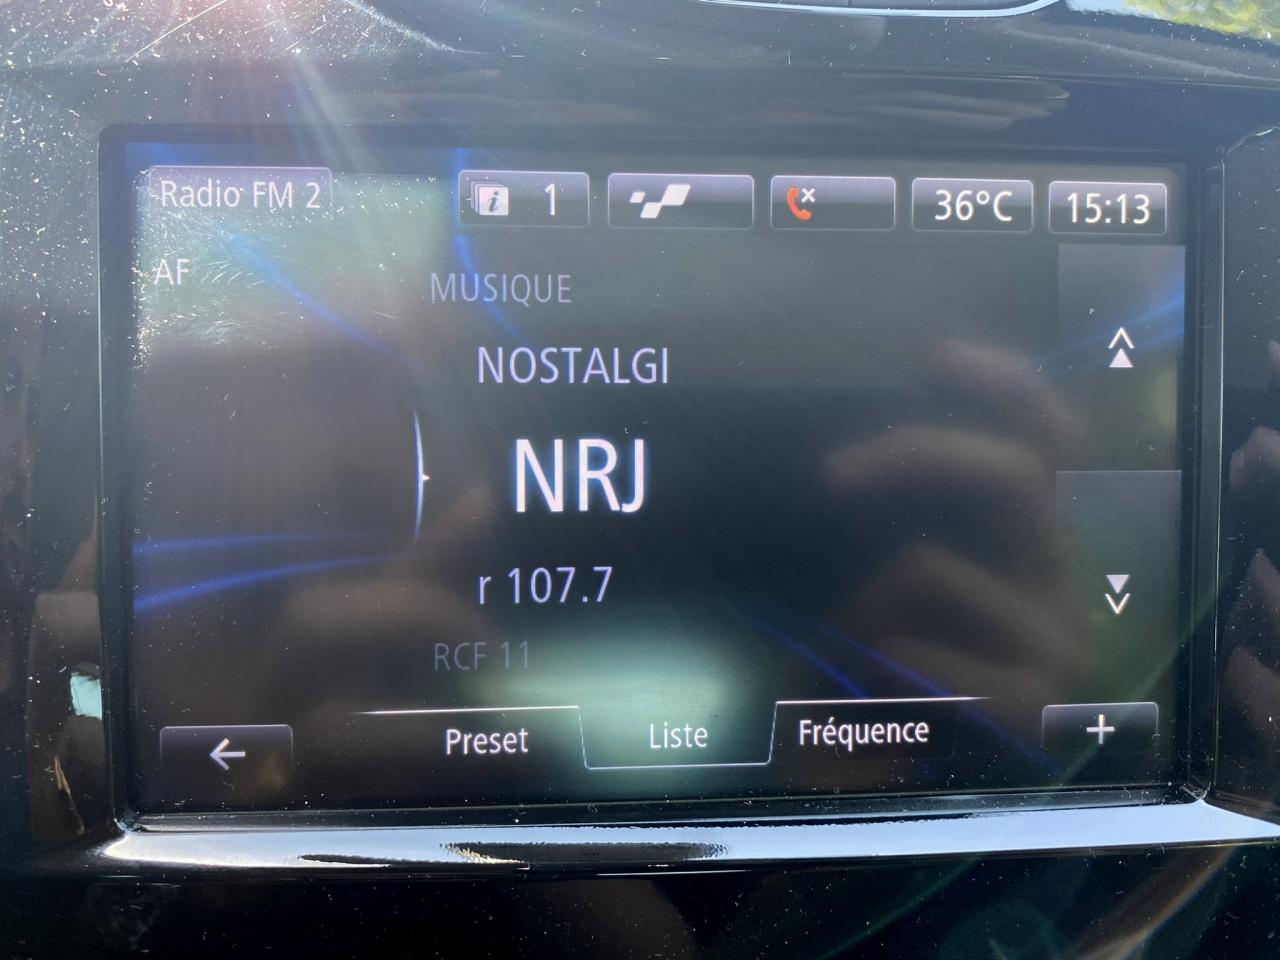 Radio FM 2
i 1
36°C
15:13
AF
MUSIQUE
NOSTALGI
NRJ
r 107.7
RCF 11
Preset
Liste
Fréquence
+